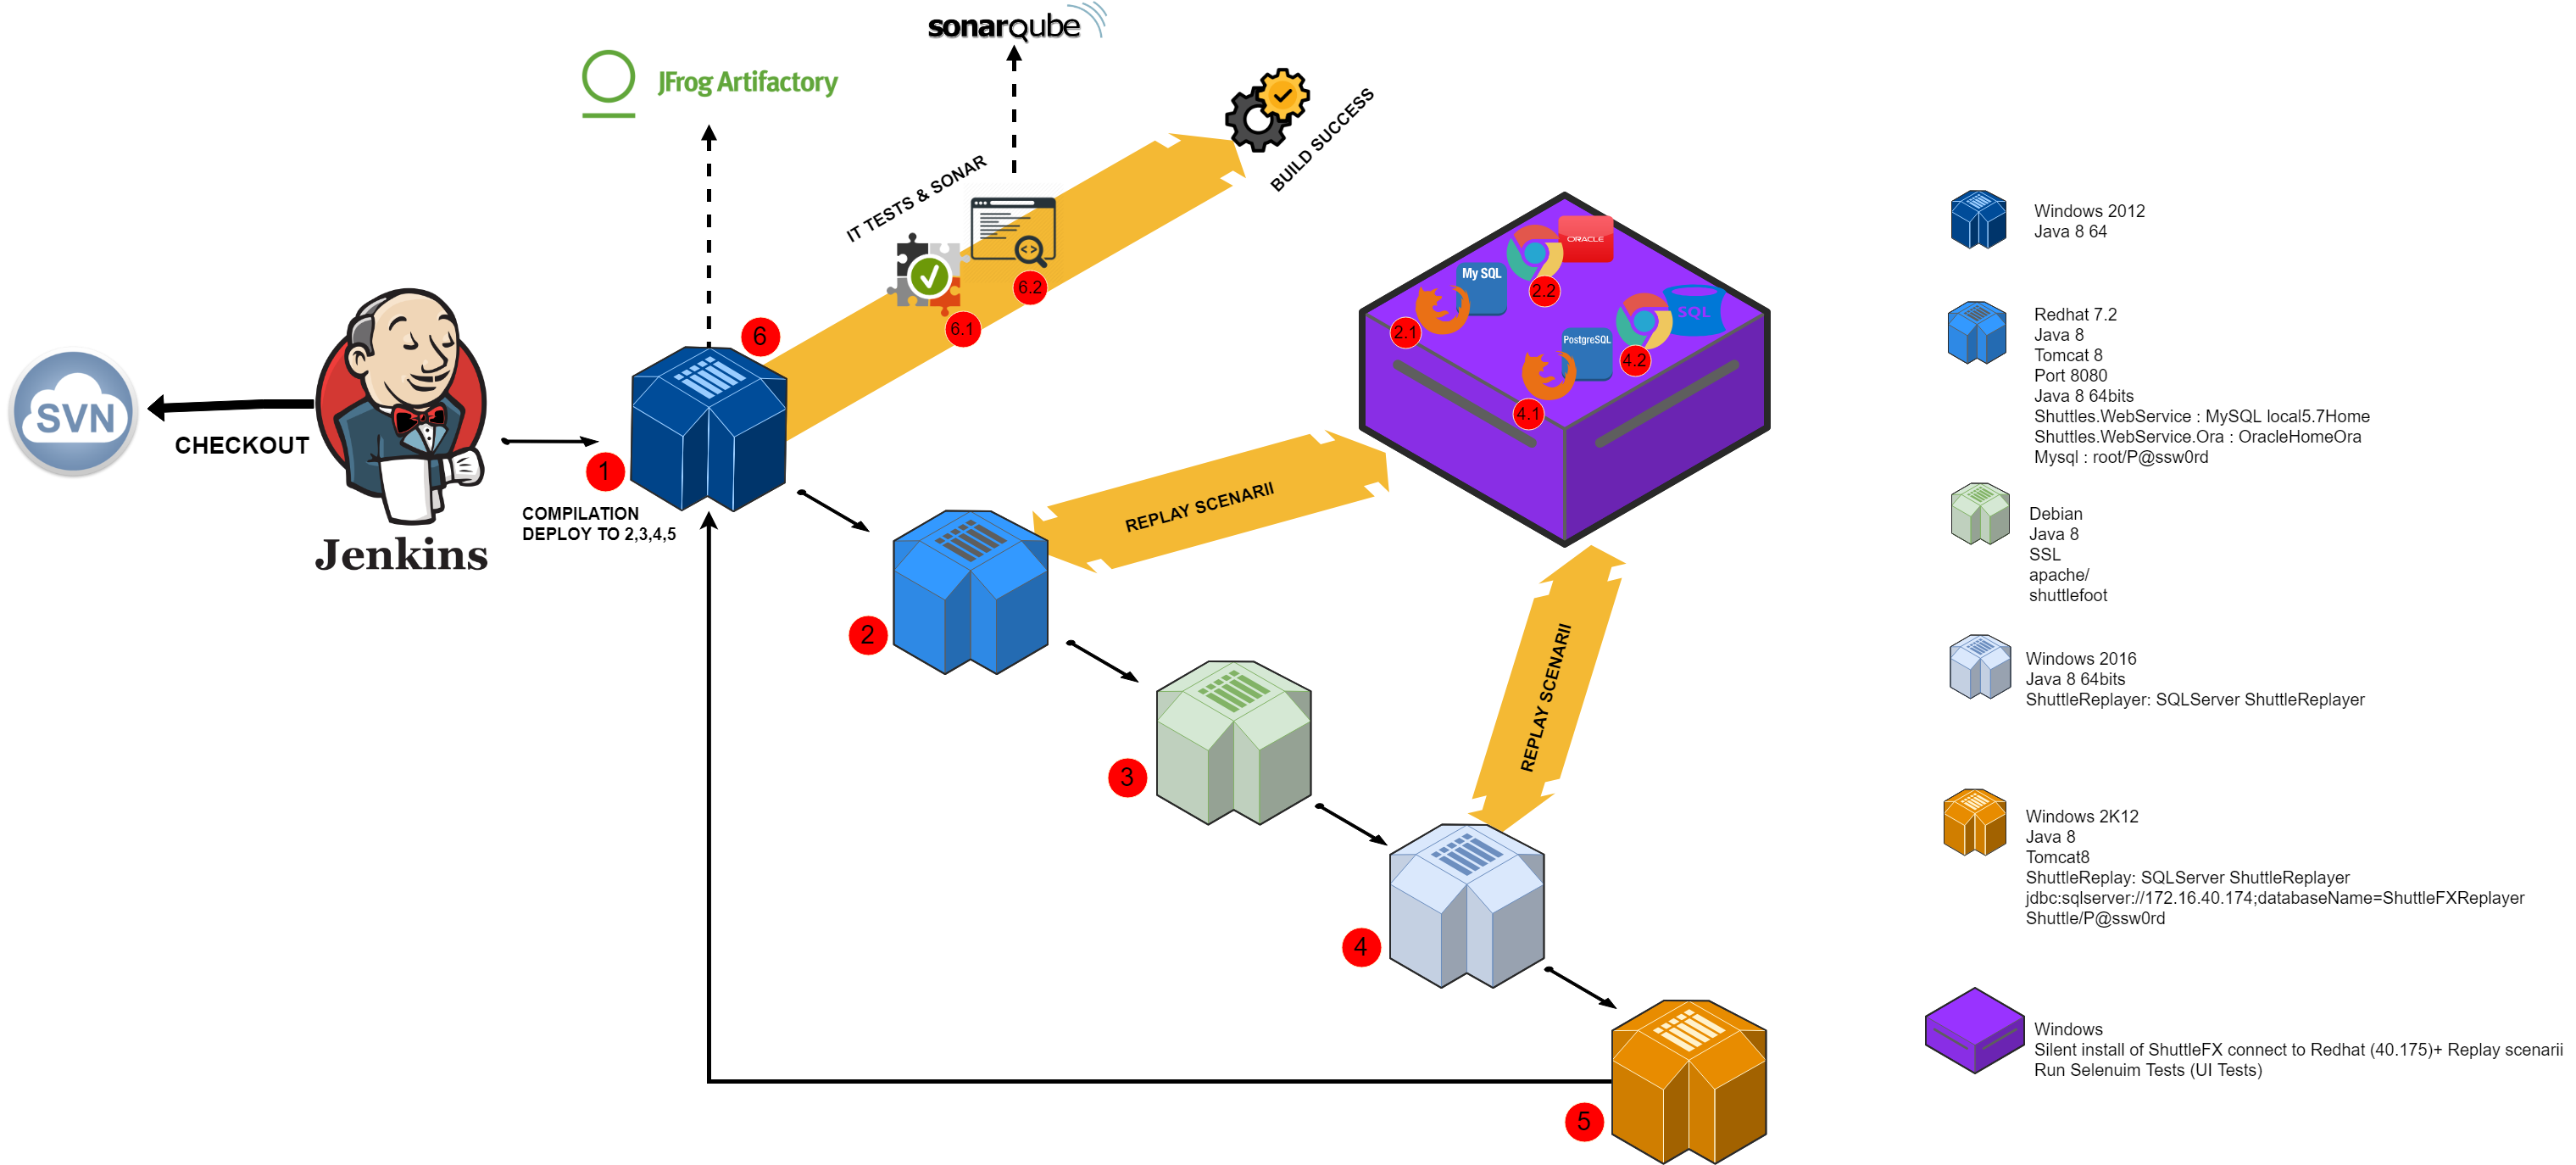 sonarqube
JFrog Artifactory
BUILD SUCCESS
IT TESTS & SONAR
6.2
6.1
6
SVN
CHECKOUT
Jenkins
1
COMPILATION
DEPLOY TO 2,3,4,5
ORACLE
My SQL
2.2
2.1
SQL
PostgreSQL
4.2
4.1
REPLAY SCENARII
2
REPLAY SCENARII
3
4
5
Windows 2012
Java 8 64
Redhat 7.2
Java 8
Tomcat 8
Port 8080
Java 8 64bits
Shuttles.WebService : MySQL local5.7Home
Shuttles.WebService.Ora : OracleHomeOra
Mysql : root/P@ssw0rd
Debian
Java 8
SSL
apache/
shuttlefoot
Windows 2016
Java 8 64bits
ShuttleReplayer: SQLServer ShuttleReplayer
Windows 2K12
Java 8
Tomcat8
ShuttleReplay: SQLServer ShuttleReplayer
jdbc:sqlserver://172.16.40.174;databaseName=ShuttleFXReplayer
Shuttle/P@ssw0rd
Windows
Silent install of ShuttleFX connect to Redhat (40.175)+ Replay scenarii
Run Selenuim Tests (UI Tests)